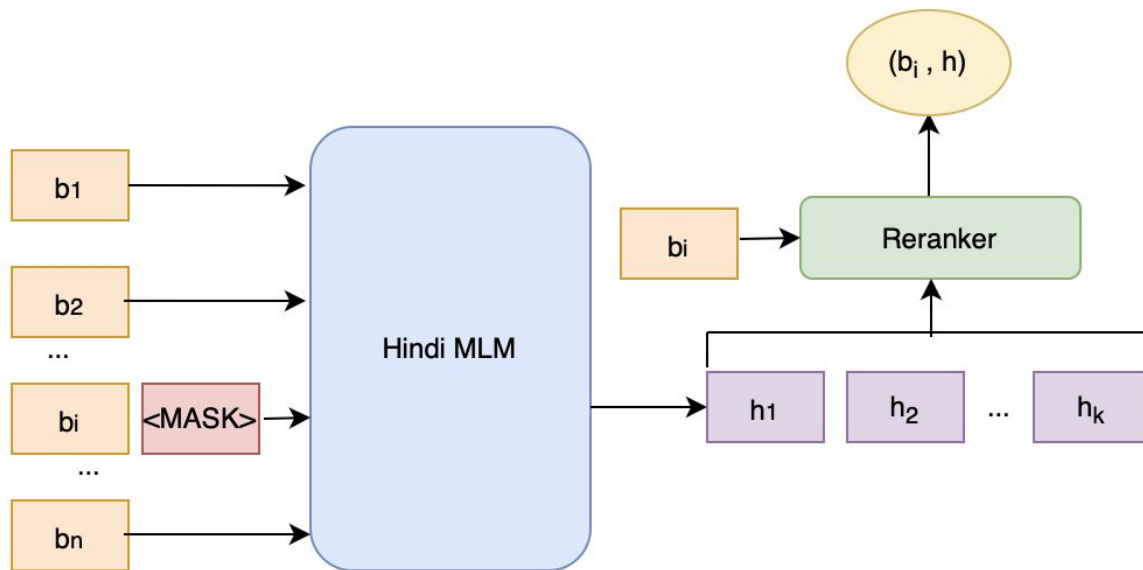 (bi , h)
b1
bi
Reranker
b2
...
Hindi MLM
bi <MASK>
h1 h2 ... hk
...
bn